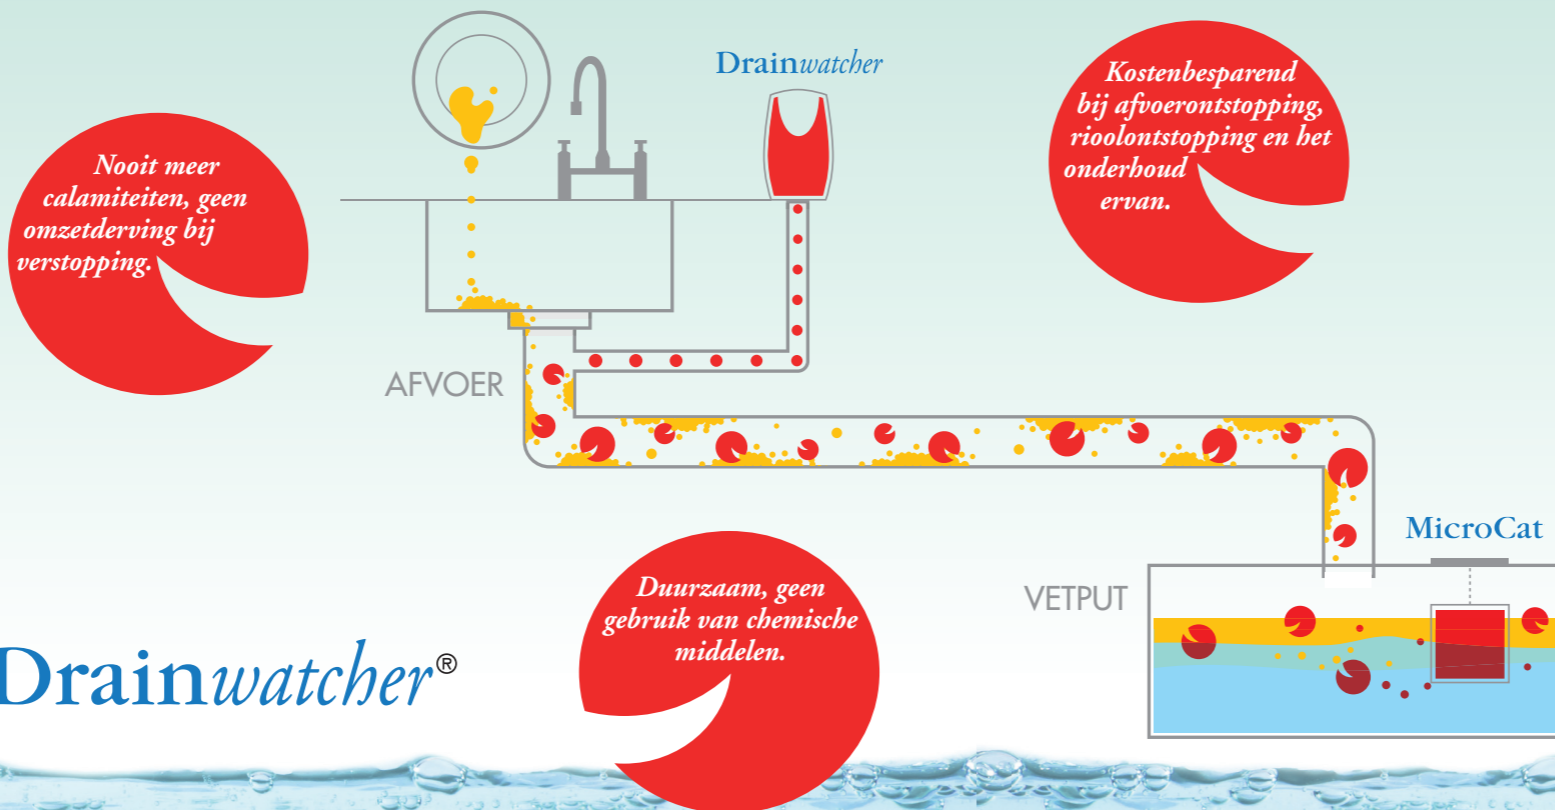 Drainwatcher
Kostenbesparend
bij afvoerontstopping,
rioolontstopping en het
onderhoud
ervan.
Nooit meer
calamiteiten, geen
omzetderving bij
verstopping.
AFVOER
MicroCat
VETPUT
Duurzaam, geen
gebruik van chemische
middelen.
Drainwatcher®